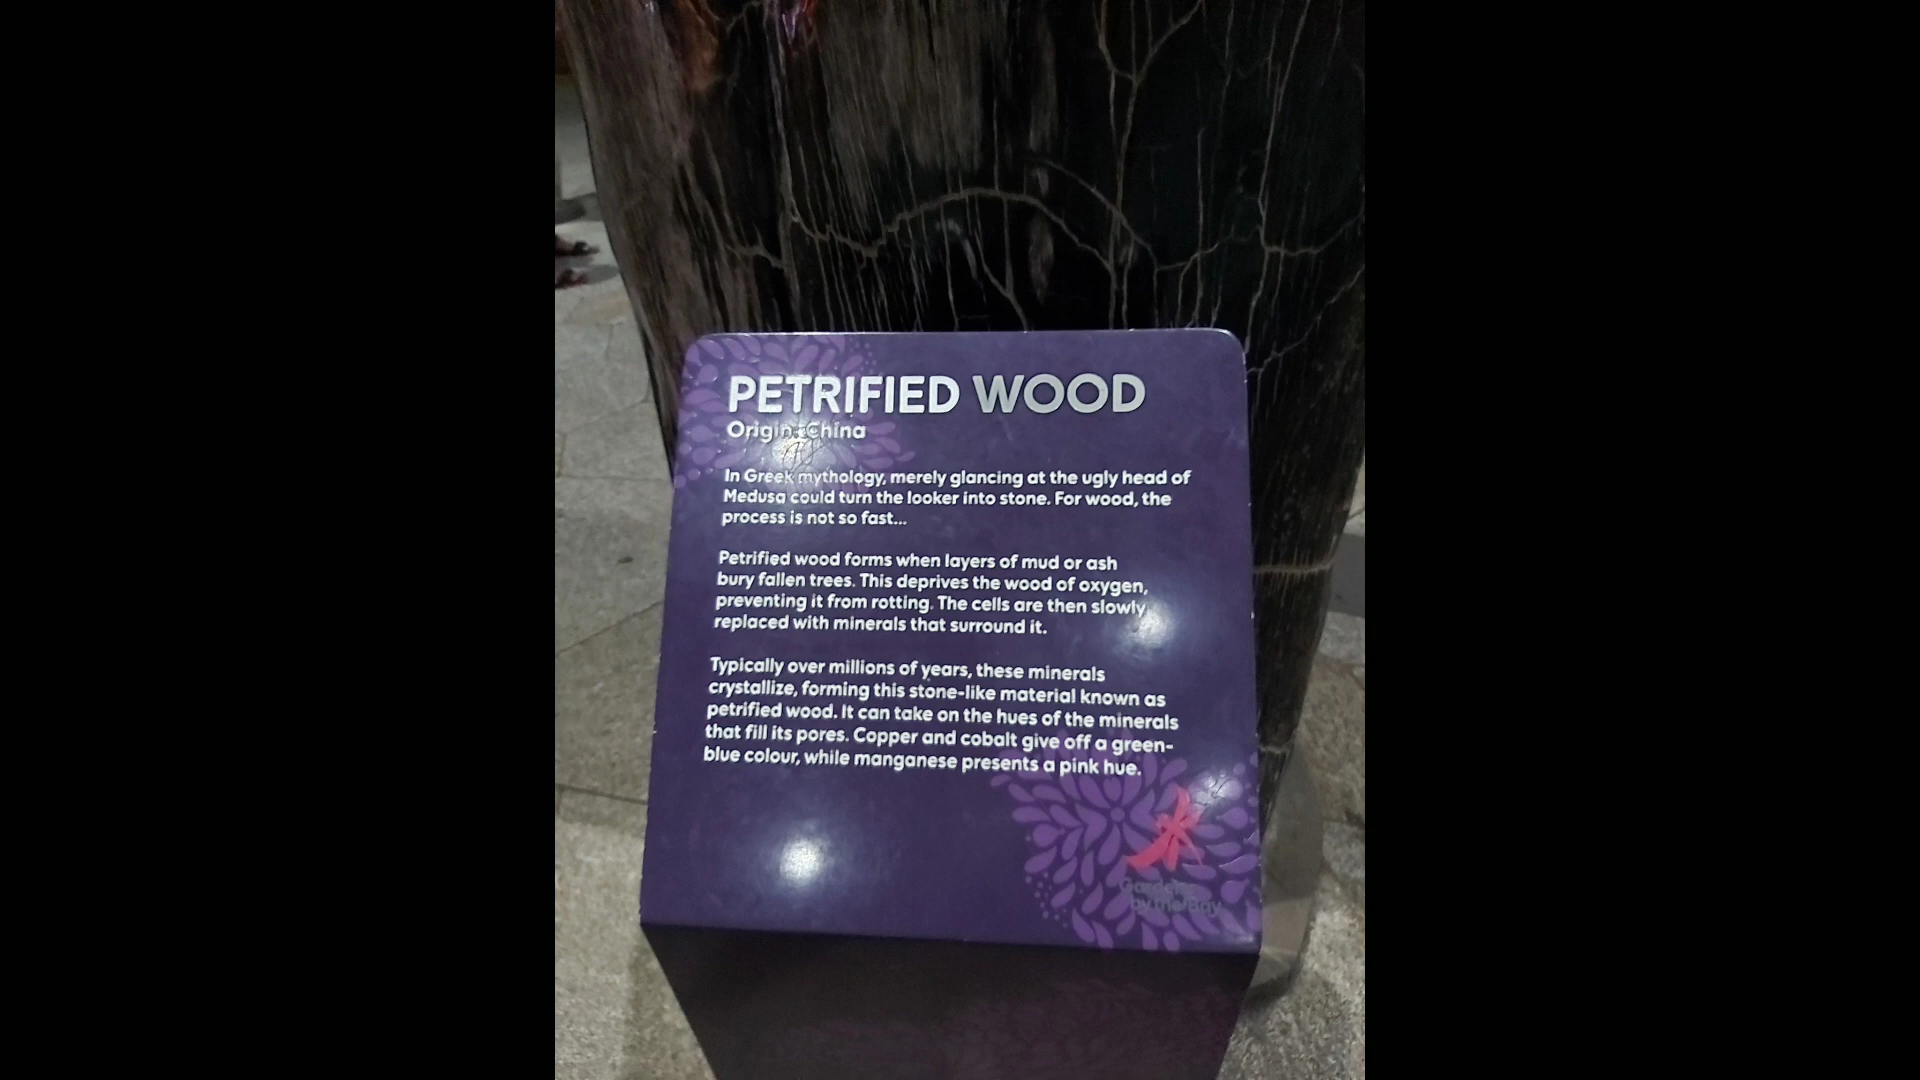 PETRIFIED WOOD
Origin: China
In Greek mythology, merely glancing at the ugly head of
Medusa could turn the looker into stone. For wood, the
process is not so fast...
Petrified wood forms when layers of mud or ash
bury fallen trees. This deprives the wood of oxygen,
preventing it from rotting. The cells are then slowly
replaced with minerals that surround it.
Typically over millions of years, these minerals
crystallize, forming this stone-like material known as
petrified wood. It can take on the hues of the minerals
that fill its pores. Copper and cobalt give off a green-
blue colour, while manganese presents a pink hue.
Gardens
by the Bay